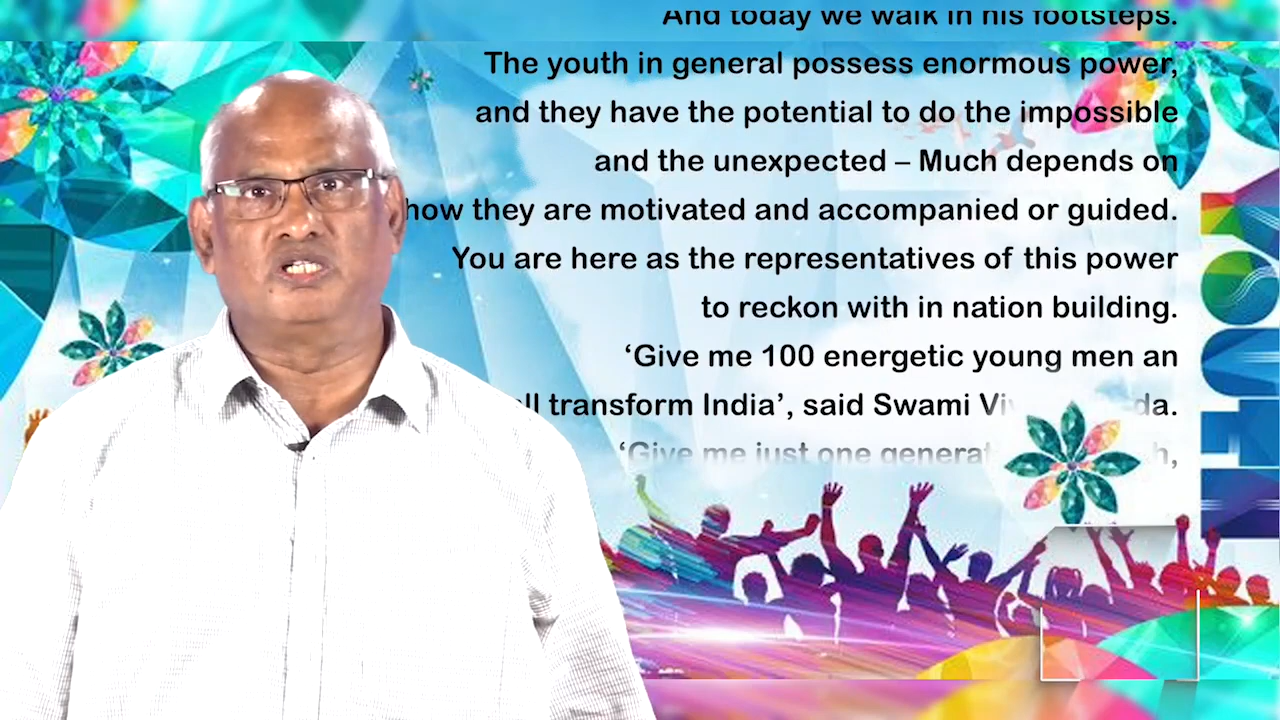 And today we walk in his footsteps.
The youth in general possess enormous power,
and they have the potential to do the impossible
and the unexpected – Much depends on
how they are motivated and accompanied or guided.
You are here as the representatives of this power
to reckon with in nation building.
‘Give me 100 energetic young men an
transform India’, said Swami
‘Give me just one
YOUTH